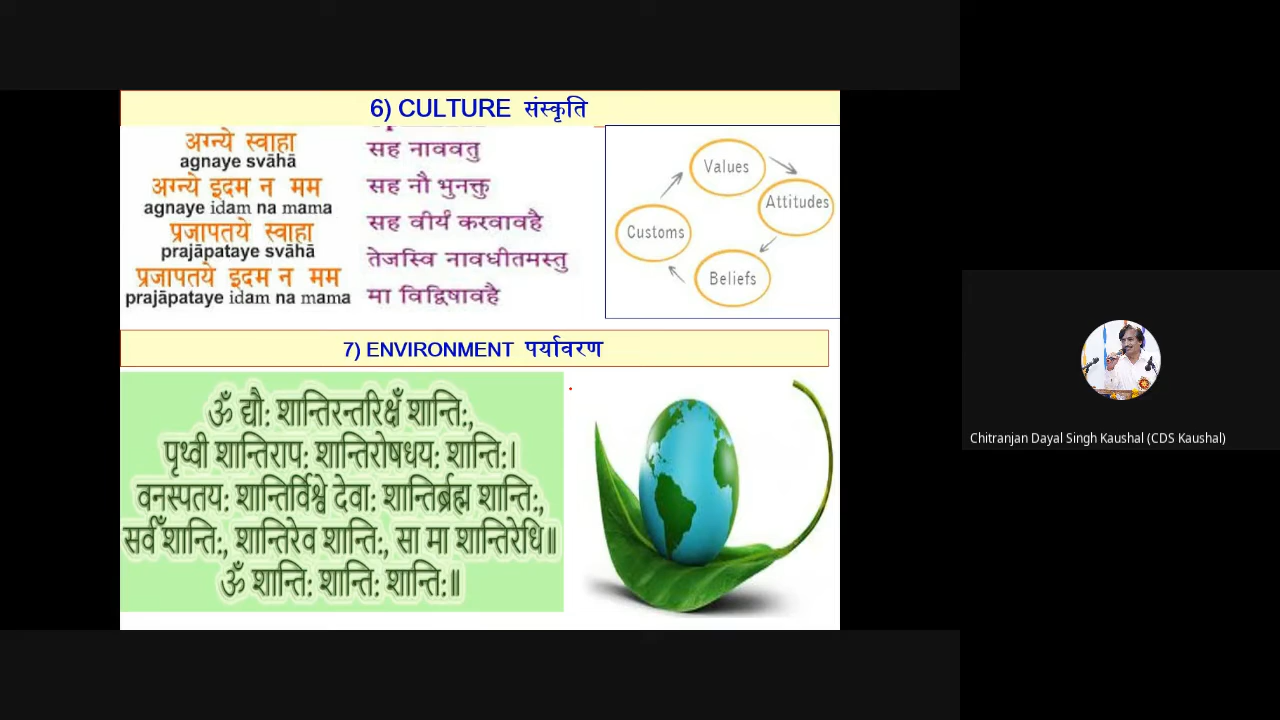 6) CULTURE संस्कृति
अग्न्ये स्वाहा
agnaye svāhā
अग्न्ये इदम न मम
agnaye idam na mama
प्रजापतये स्वाहा
prajāpataye svāhā
प्रजापतये इदम न मम
prajāpataye idam na mama
सह नाववतु
सह नौ भुनक्तु
सह वीर्यं करवावहै
तेजस्वि नावधीतमस्तु
मा विद्विषावहै
Values
Attitudes
Customs
Beliefs
7) ENVIRONMENT पर्यावरण
ॐ द्यौ: शान्तिरन्तरिक्षँ शान्ति:,
पृथ्वी शान्तिराप: शान्तिरोषधय: शान्ति:।
वनस्पतय: शान्तिर्विश्वे देवा: शान्तिर्ब्रह्म शान्ति:,
सर्वँ शान्ति:, शान्तिरेव शान्ति:, सा मा शान्तिरेधि॥
ॐ शान्ति: शान्ति: शान्ति:॥
Chitranjan Dayal Singh Kaushal (CDS Kaushal)